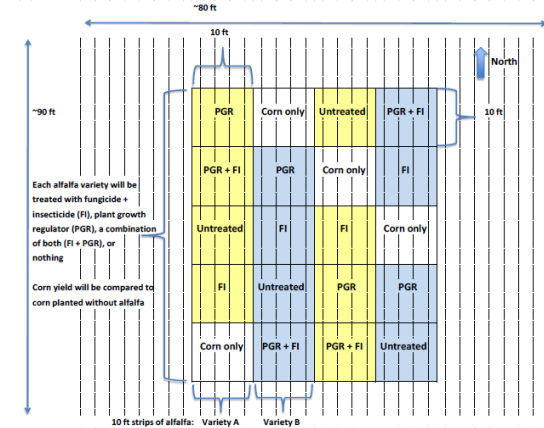 ~80 ft
10 ft
North
~90 ft
PGR Corn only Untreated PGR + FI
10 ft
PGR + FI PGR Corn only FI
Each alfalfa variety will be
treated with fungicide +
insecticide (FI), plant growth
regulator (PGR), a combination
of both (FI + PGR), or
nothing
Untreated FI FI Corn only
Corn yield will be compared to
corn planted without alfalfa
FI Untreated PGR PGR
Corn only PGR + FI PGR + FI Untreated
10 ft strips of alfalfa: Variety A Variety B